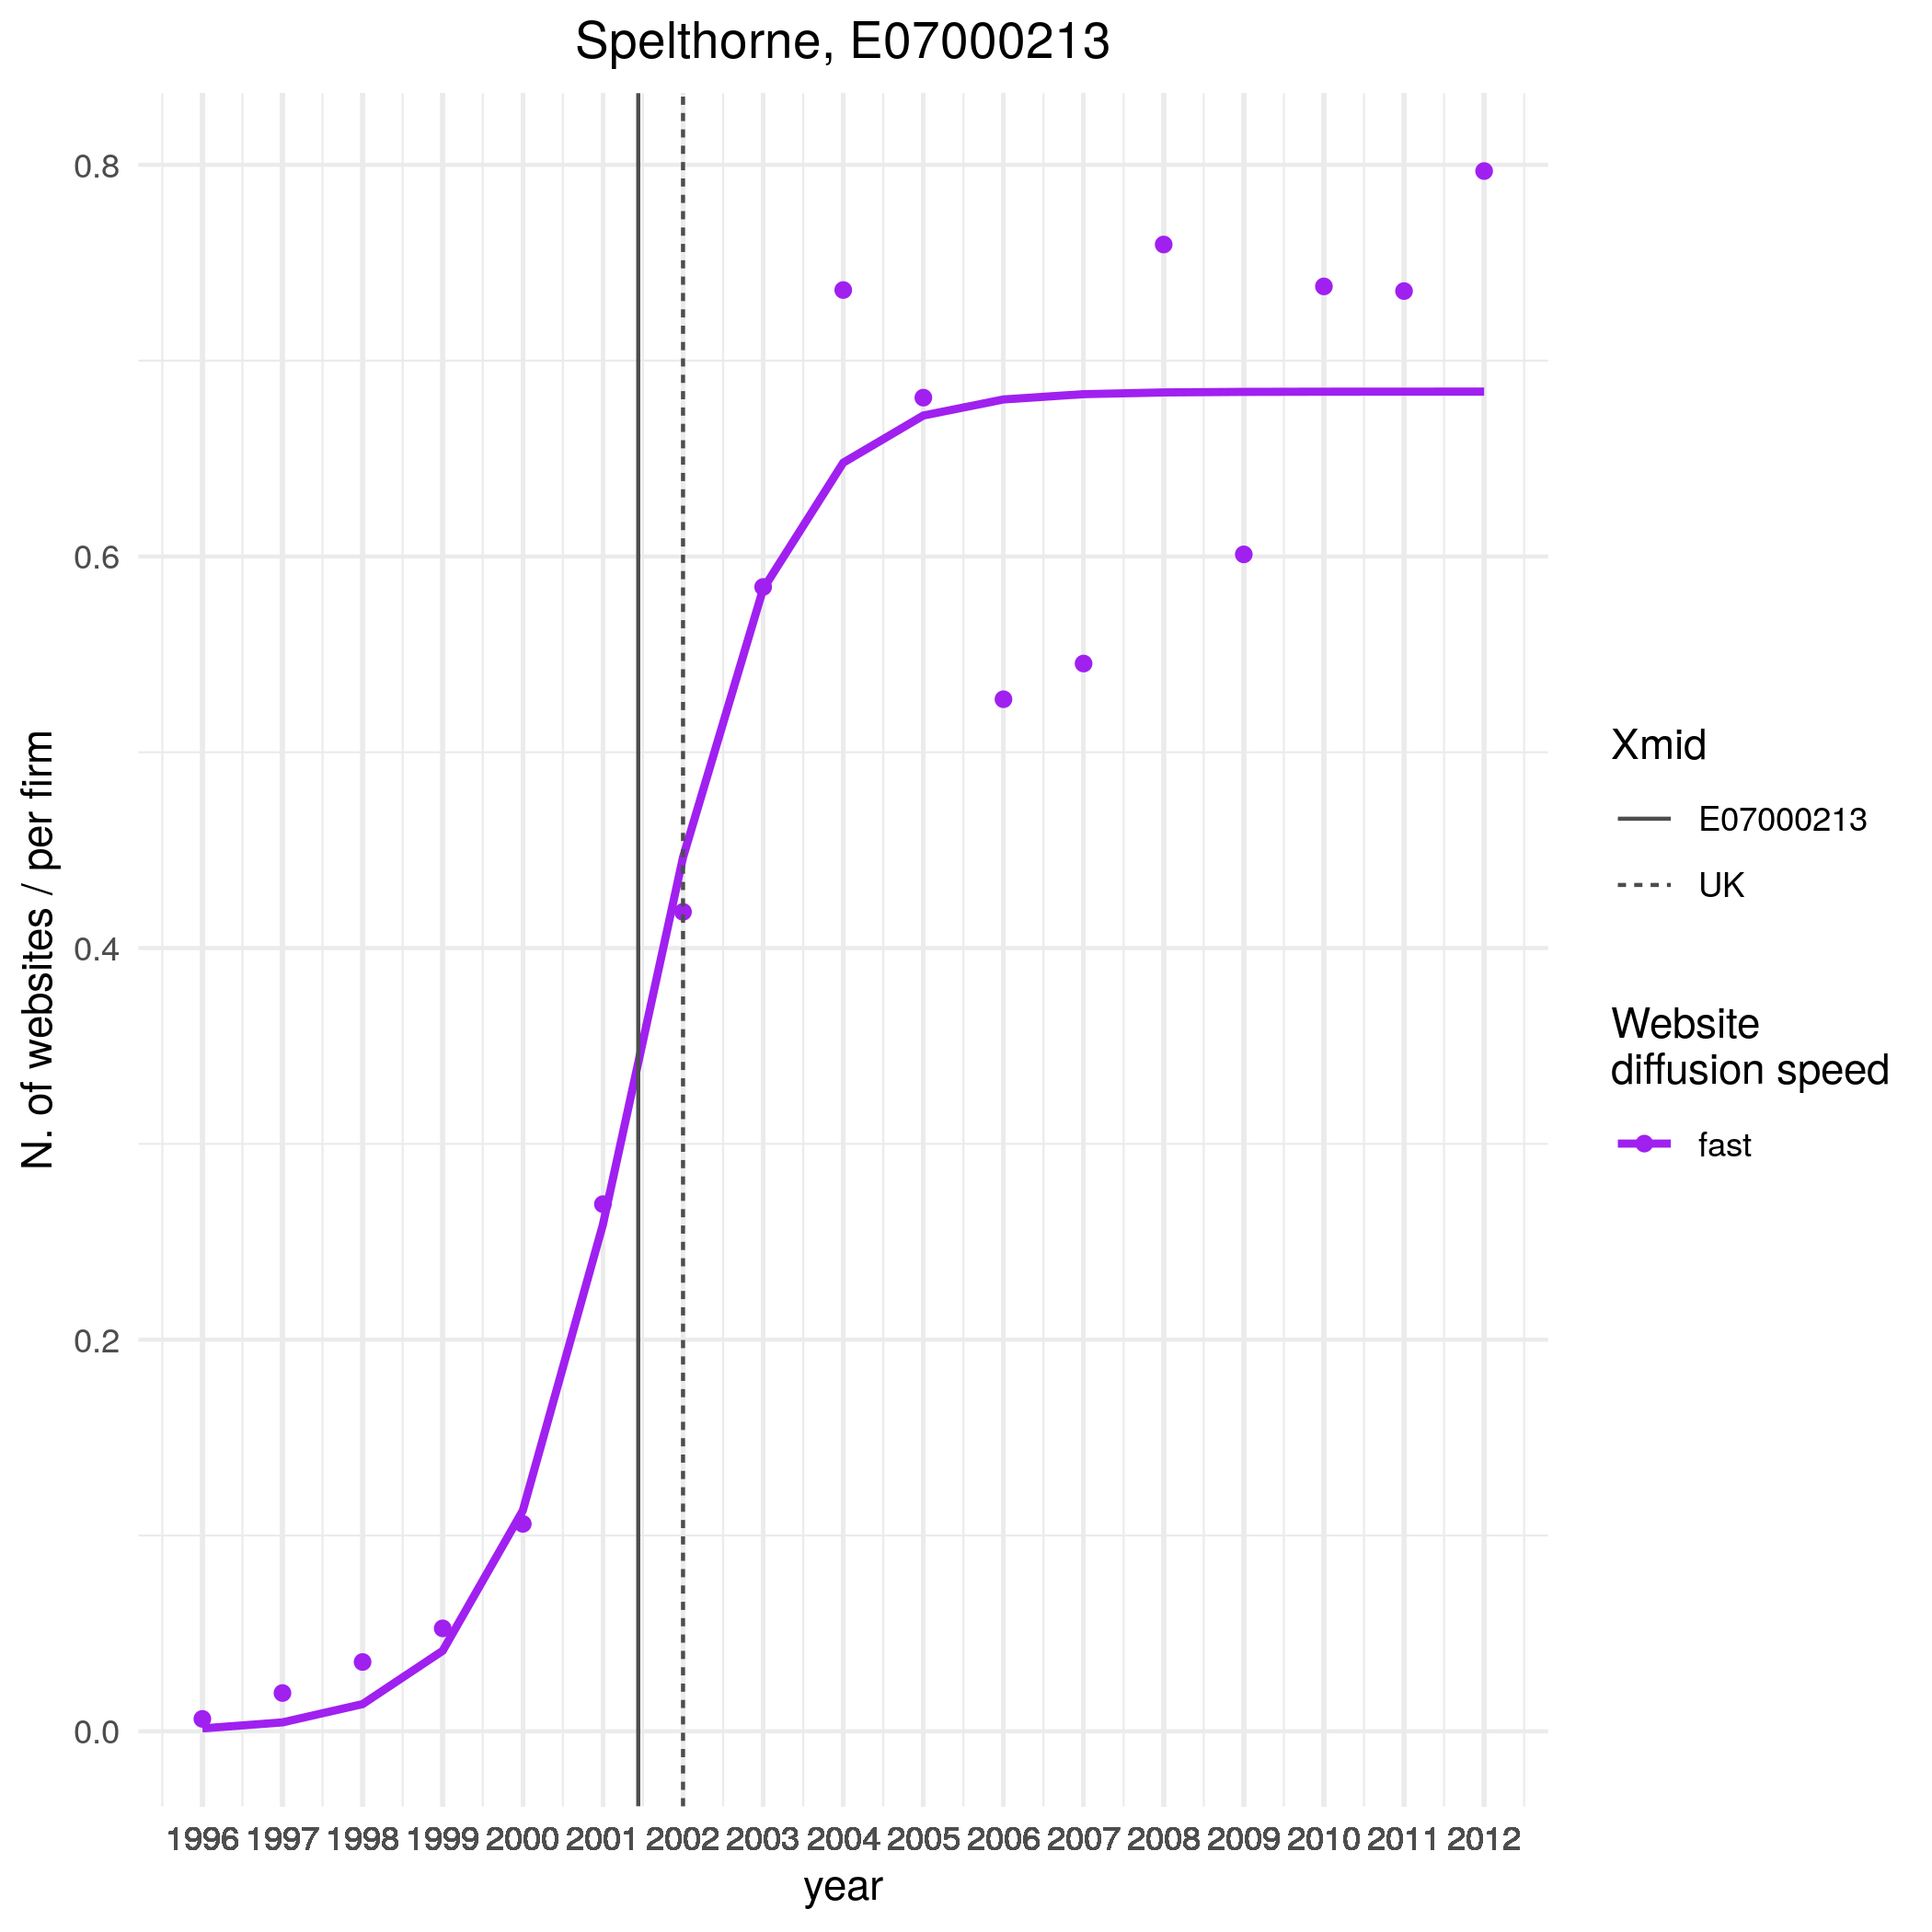 Spelthorne, E07000213
0.8
0.6
0.4
0.2
0.0
N. of websites / per firm
1996 1997 1998 1999 2000 2001 2002 2003 2004 2005 2006 2007 2008 2009 2010 2011 2012
year
Xmid
E07000213
UK
Website
diffusion speed
fast